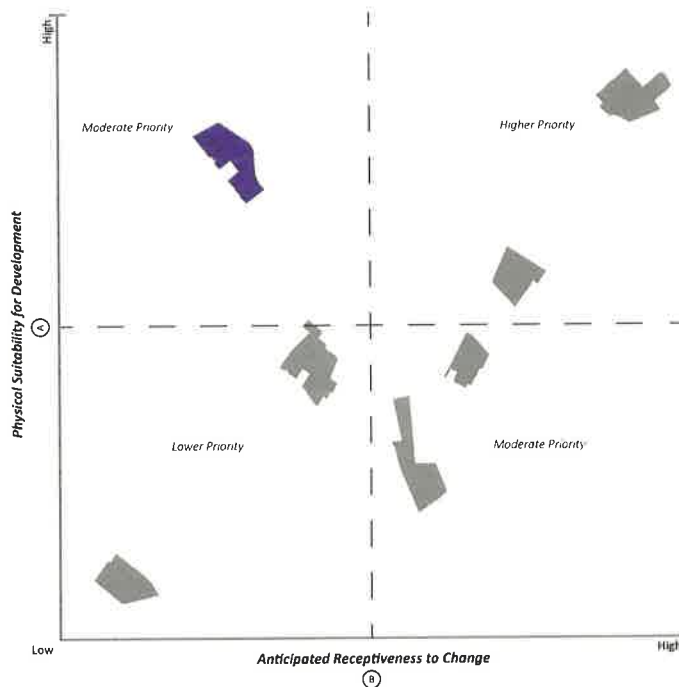 High
Moderate Priority
Higher Priority
Physical Suitability for Development
A
Lower Priority
Moderate Priority
Low
Anticipated Receptiveness to Change
High
B